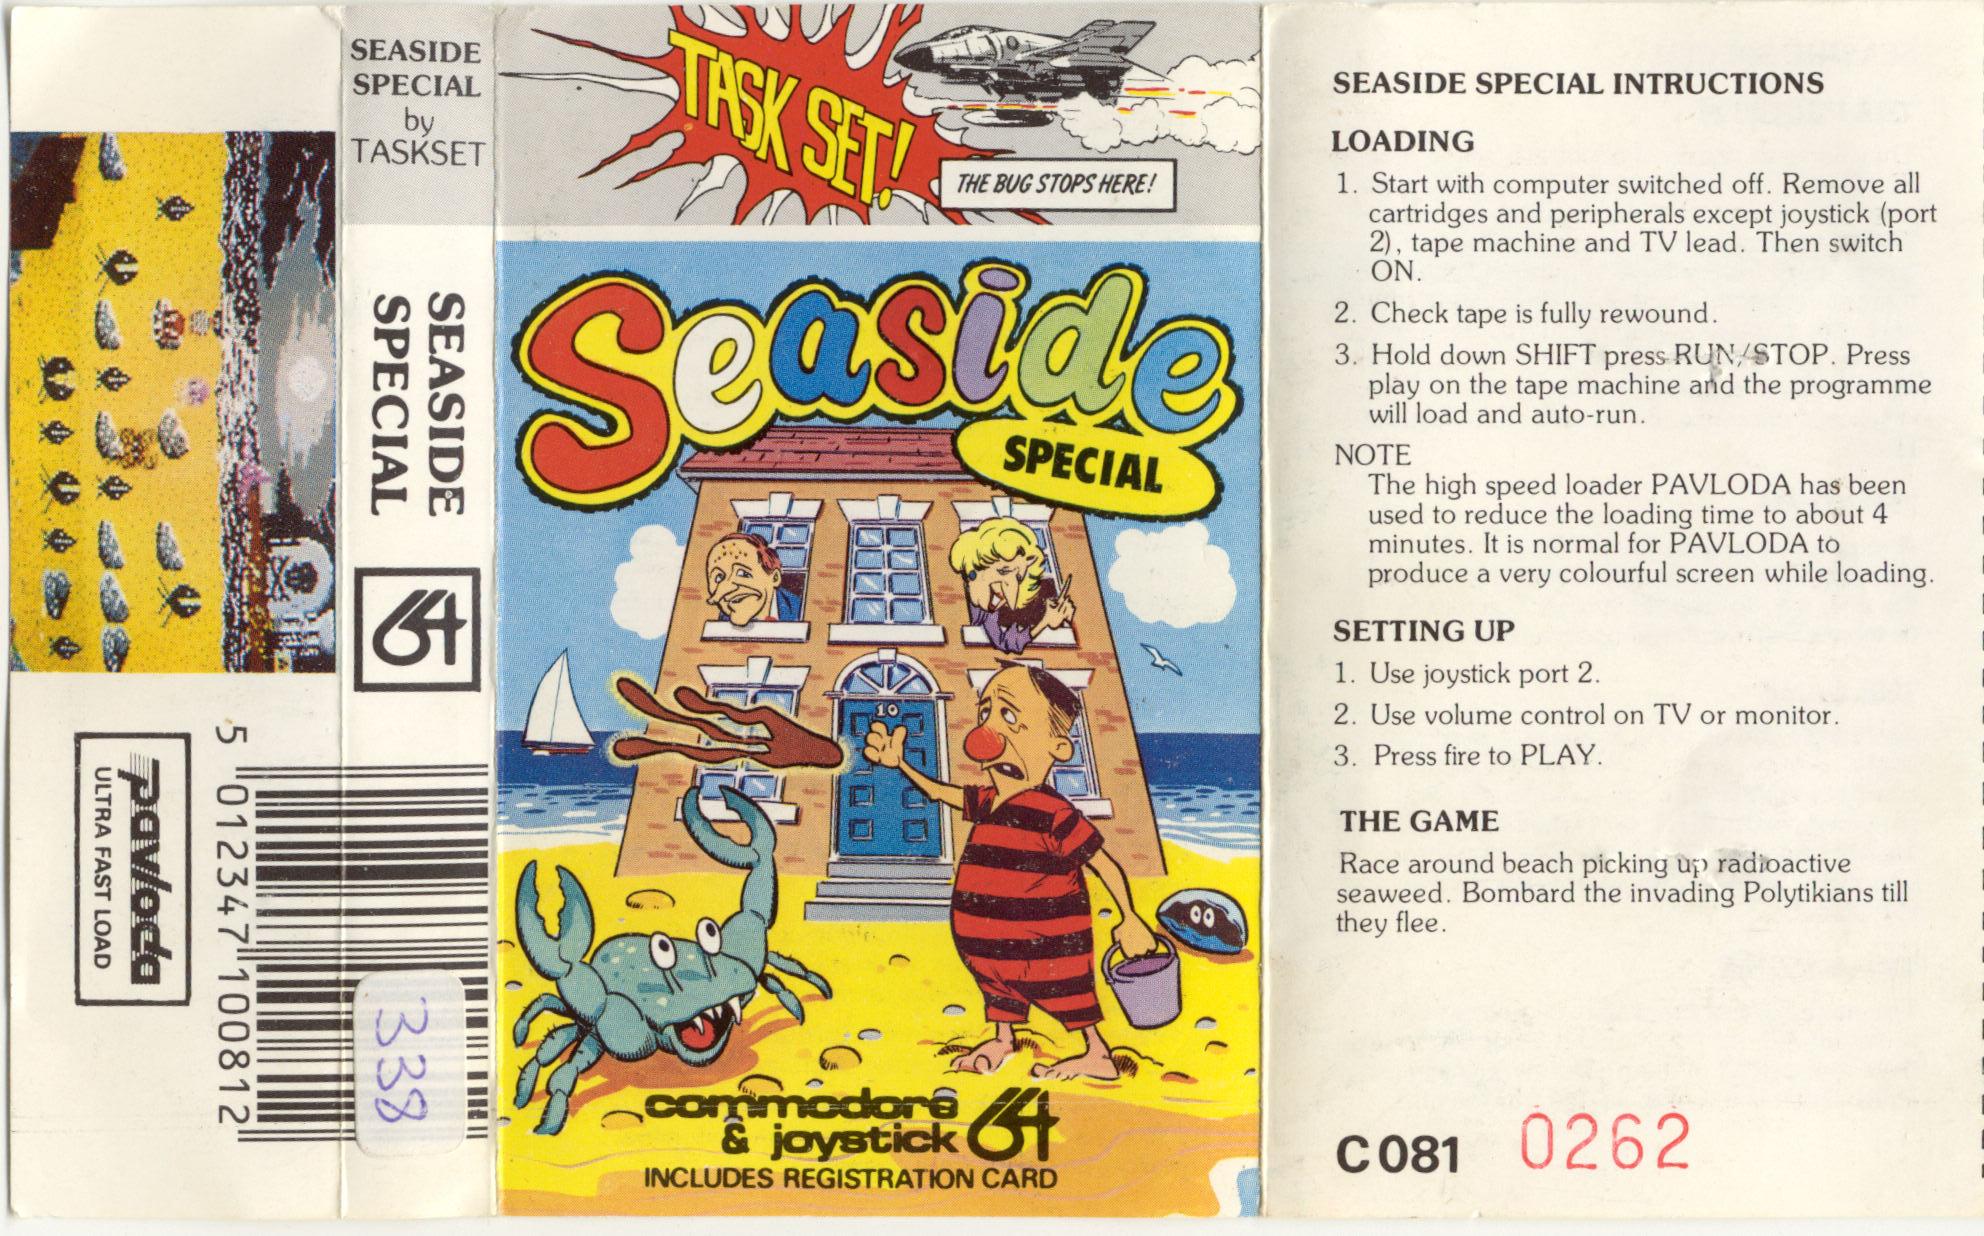 SEASIDE
SPECIAL
by
TASKSET
SEASIDE
SPECIAL
64
pavloda
ULTRA FAST LOAD
5 012347 100812
338
TASK SET!
THE BUG STOPS HERE!
Seaside
SPECIAL
10
commodore
& joystick 64
INCLUDES REGISTRATION CARD
SEASIDE SPECIAL INTRUCTIONS
LOADING
1. Start with computer switched off. Remove all
cartridges and peripherals except joystick (port
2), tape machine and TV lead. Then switch
ON.
2. Check tape is fully rewound.
3. Hold down SHIFT press RUN/STOP. Press
play on the tape machine and the programme
will load and auto-run.
NOTE
The high speed loader PAVLODA has been
used to reduce the loading time to about 4
minutes. It is normal for PAVLODA to
produce a very colourful screen while loading.
SETTING UP
1. Use joystick port 2.
2. Use volume control on TV or monitor.
3. Press fire to PLAY.
THE GAME
Race around beach picking up radioactive
seaweed. Bombard the invading Polytikians till
they flee.
C081 0262